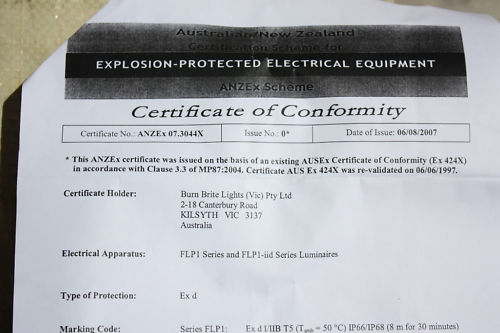 Australian/New Zealand
Certification Scheme for
EXPLOSION-PROTECTED ELECTRICAL EQUIPMENT
ANZEx Scheme
Certificate of Conformity
Certificate No.: ANZEx 07.3044X Issue No.: 0* Date of Issue: 06/08/2007
* This ANZEx certificate was issued on the basis of an existing AUSEx Certificate of Conformity (Ex 424X)
in accordance with Clause 3.3 of MP87:2004. Certificate AUS Ex 424X was re-validated on 06/06/1997.
Certificate Holder: Burn Brite Lights (Vic) Pty Ltd
2-18 Canterbury Road
KILSYTH VIC 3137
Australia
Electrical Apparatus: FLP1 Series and FLP1-iid Series Luminaires
Type of Protection: Ex d
Marking Code: Series FLP1: Ex d I/IIB T5 (Tamb = 50 °C) IP66/IP68 (8 m for 30 minutes)